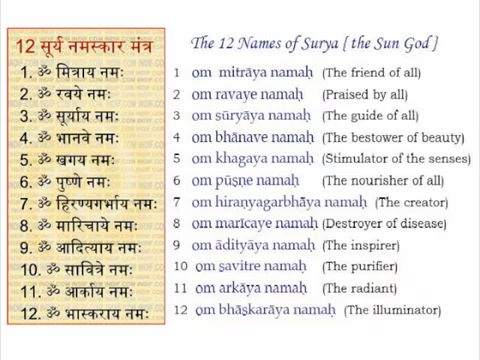 12 सूर्य नमस्कार मंत्र
1. ॐ मित्राय नमः
2. ॐ रवये नमः
3. ॐ सूर्याय नमः
4. ॐ भानवे नमः
5. ॐ खगय नमः
6. ॐ पुष्णे नमः
7. ॐ हिरण्यगर्भाय नमः
8. ॐ मारिचाये नमः
9. ॐ आदित्याय नमः
10. ॐ सावित्रे नमः
11. ॐ आर्काय नमः
12. ॐ भास्कराय नमः
The 12 Names of Surya [ the Sun God ]
1 om mitrāya namaḥ (The friend of all)
2 om ravaye namaḥ (Praised by all)
3 om sūryāya namaḥ (The guide of all)
4 om bhānave namaḥ (The bestower of beauty)
5 om khagaya namaḥ (Stimulator of the senses)
6 om pūṣṇe namaḥ (The nourisher of all)
7 om hiraṇyagarbhāya namaḥ (The creator)
8 om marīcaye namaḥ (Destroyer of disease)
9 om ādityāya namaḥ (The inspirer)
10 om ṣavitre namaḥ (The purifier)
11 om arkāya namaḥ (The radiant)
12 om bhāṣkarāya namaḥ (The illuminator)